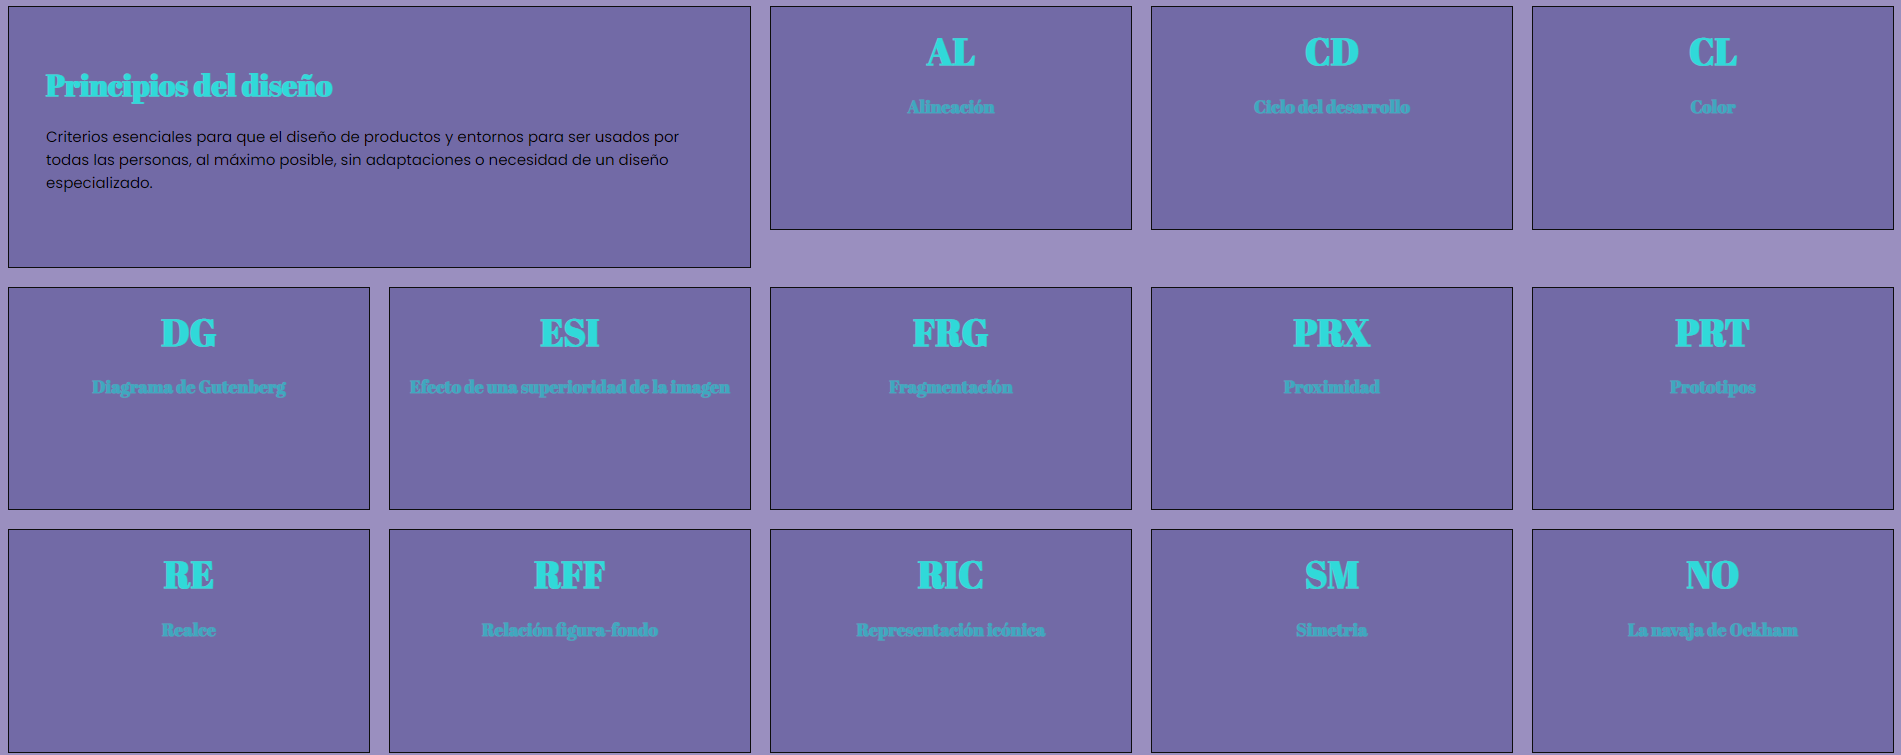 Principios del diseño
Criterios esenciales para que el diseño de productos y entornos para ser usados por
todas las personas, al máximo posible, sin adaptaciones o necesidad de un diseño
especializado.
AL
Alineación
CD
Ciclo del desarrollo
CL
Color
DG
Diagrama de Gutenberg
ESI
Efecto de una superioridad de la imagen
FRG
Fragmentación
PRX
Proximidad
PRT
Prototipos
RE
Realce
RFF
Relación figura-fondo
RIC
Representación icónica
SM
Simetria
NO
La navaja de Ockham